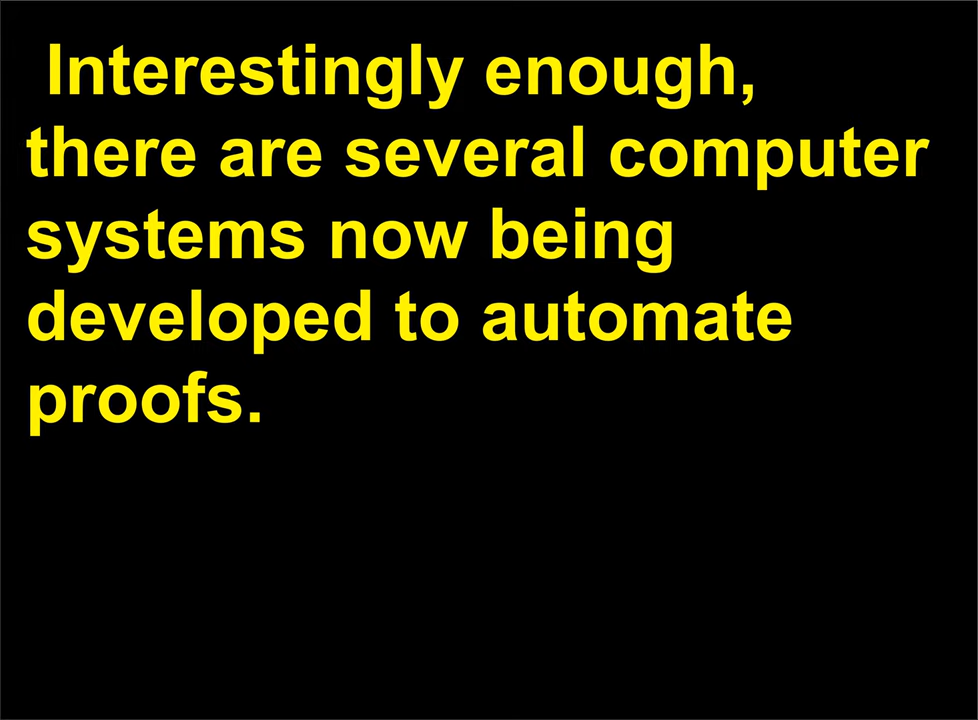 Interestingly enough,
there are several computer
systems now being
developed to automate
proofs.